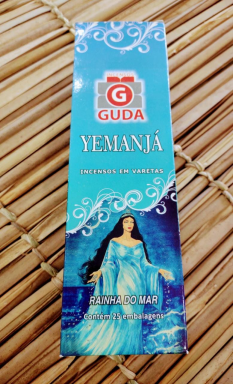 G
GUDA
YEMANJÁ
INCENSOS EM VARETAS
RAINHA DO MAR
Contém 25 embalagens